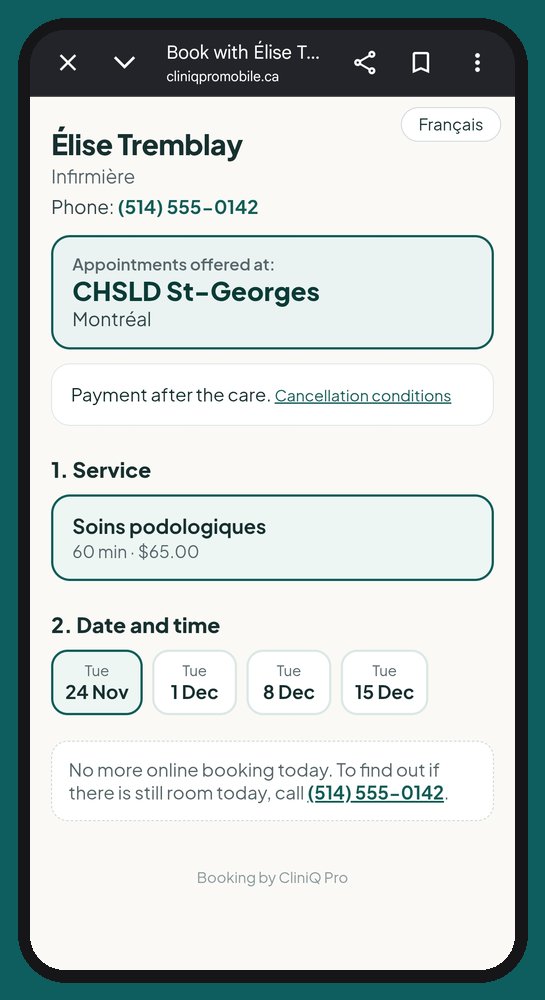 Book with Élise T...
cliniqpromobile.ca
Français
Élise Tremblay
Infirmière
Phone: (514) 555-0142
Appointments offered at:
CHSLD St-Georges
Montréal
Payment after the care. Cancellation conditions
1. Service
Soins podologiques
60 min · $65.00
2. Date and time
Tue
24 Nov
Tue
1 Dec
Tue
8 Dec
Tue
15 Dec
No more online booking today. To find out if
there is still room today, call (514) 555-0142.
Booking by CliniQ Pro